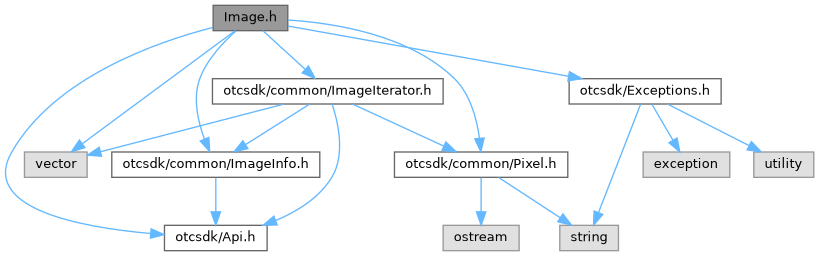 Image.h
otcsdk/common/ImageIterator.h
otcsdk/Exceptions.h
vector
otcsdk/common/ImageInfo.h
otcsdk/common/Pixel.h
exception
utility
otcsdk/Api.h
ostream
string